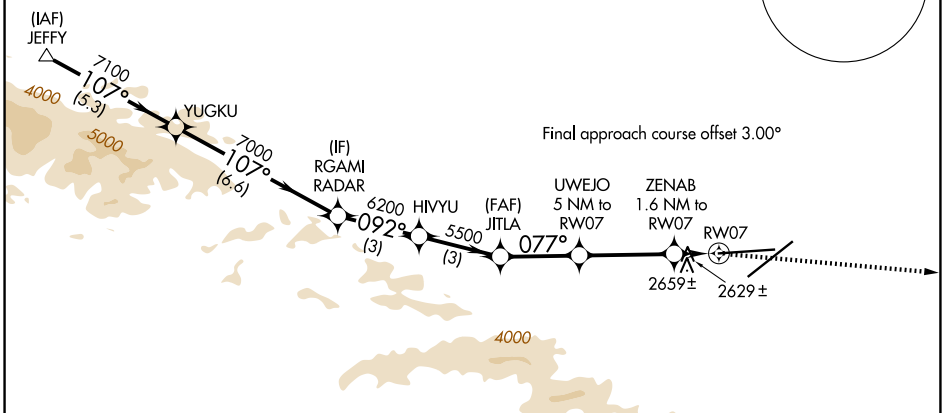 (IAF)
JEFFY
7100
107°
(5.3)
4000
5000
YUGKU
7000
107°
(6.6)
Final approach course offset 3.00°
(IF)
RGAMI
RADAR
6200
092°
(3)
HIVYU
5500
(3)
(FAF)
JITLA
077°
UWEJO
5 NM to
RW07
ZENAB
1.6 NM to
RW07
RW07
2659±
2629±
4000